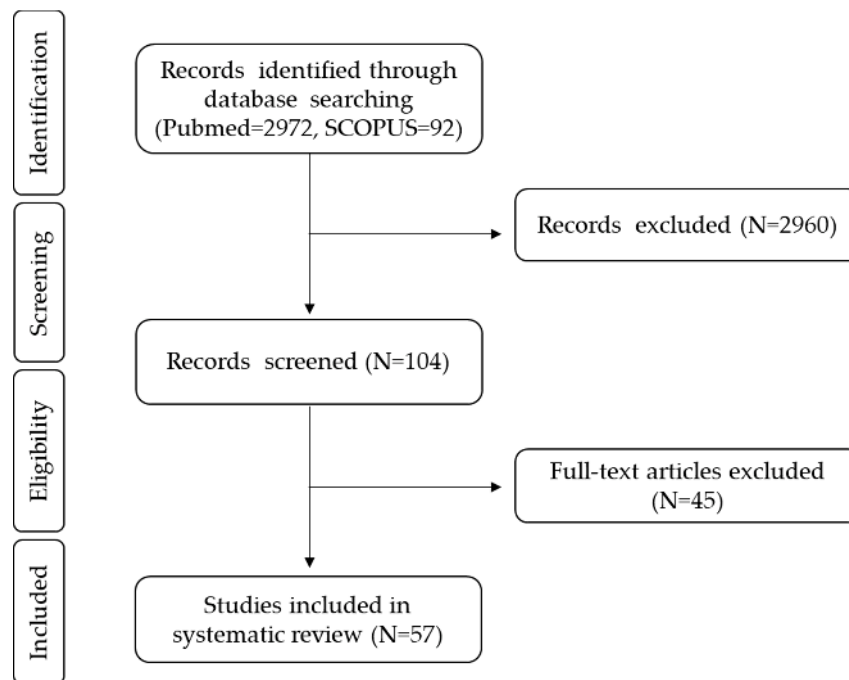 Identification
Records identified through
database searching
(Pubmed=2972, SCOPUS=92)
Records excluded (N=2960)
Screening
Records screened (N=104)
Eligibility
Full-text articles excluded
(N=45)
Included
Studies included in
systematic review (N=57)